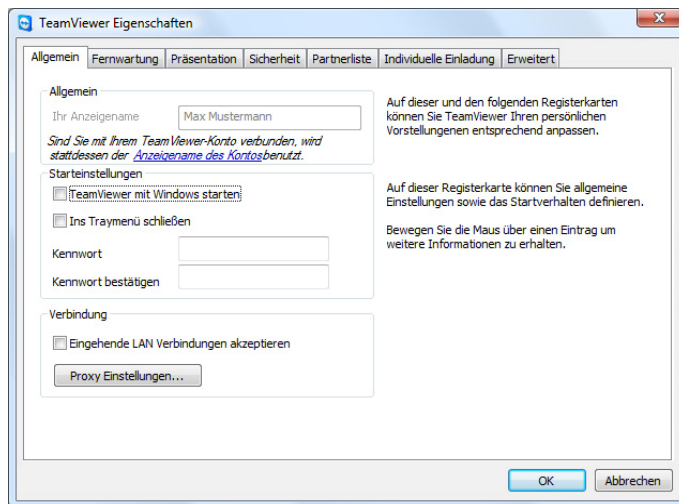 TeamViewer Eigenschaften
Allgemein Fernwartung Präsentation Sicherheit Partnerliste Individuelle Einladung Erweitert
Allgemein
Ihr Anzeigename Max Mustermann
Sind Sie mit Ihrem TeamViewer-Konto verbunden, wird
stattdessen der Anzeigename des Kontosbenutzt.
Auf dieser und den folgenden Registerkarten
können Sie TeamViewer Ihren persönlichen
Vorstellungenen entsprechend anpassen.
Starteinstellungen
TeamViewer mit Windows starten
Ins Traymenü schließen
Kennwort
Kennwort bestätigen
Auf dieser Registerkarte können Sie allgemeine
Einstellungen sowie das Startverhalten definieren.
Bewegen Sie die Maus über einen Eintrag um
weitere Informationen zu erhalten.
Verbindung
Eingehende LAN Verbindungen akzeptieren
Proxy Einstellungen...
OK Abbrechen